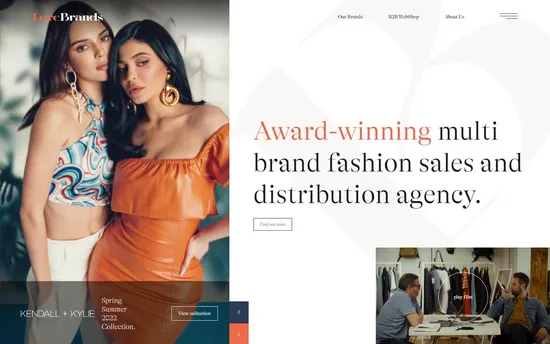 LoveBrands
Our Brands
B2B WebShop
About Us
Award-winning multi
brand fashion sales and
distribution agency.
Find out more
play film
KENDALL + KYLIE
Spring
Summer
2022
Collection.
View collection